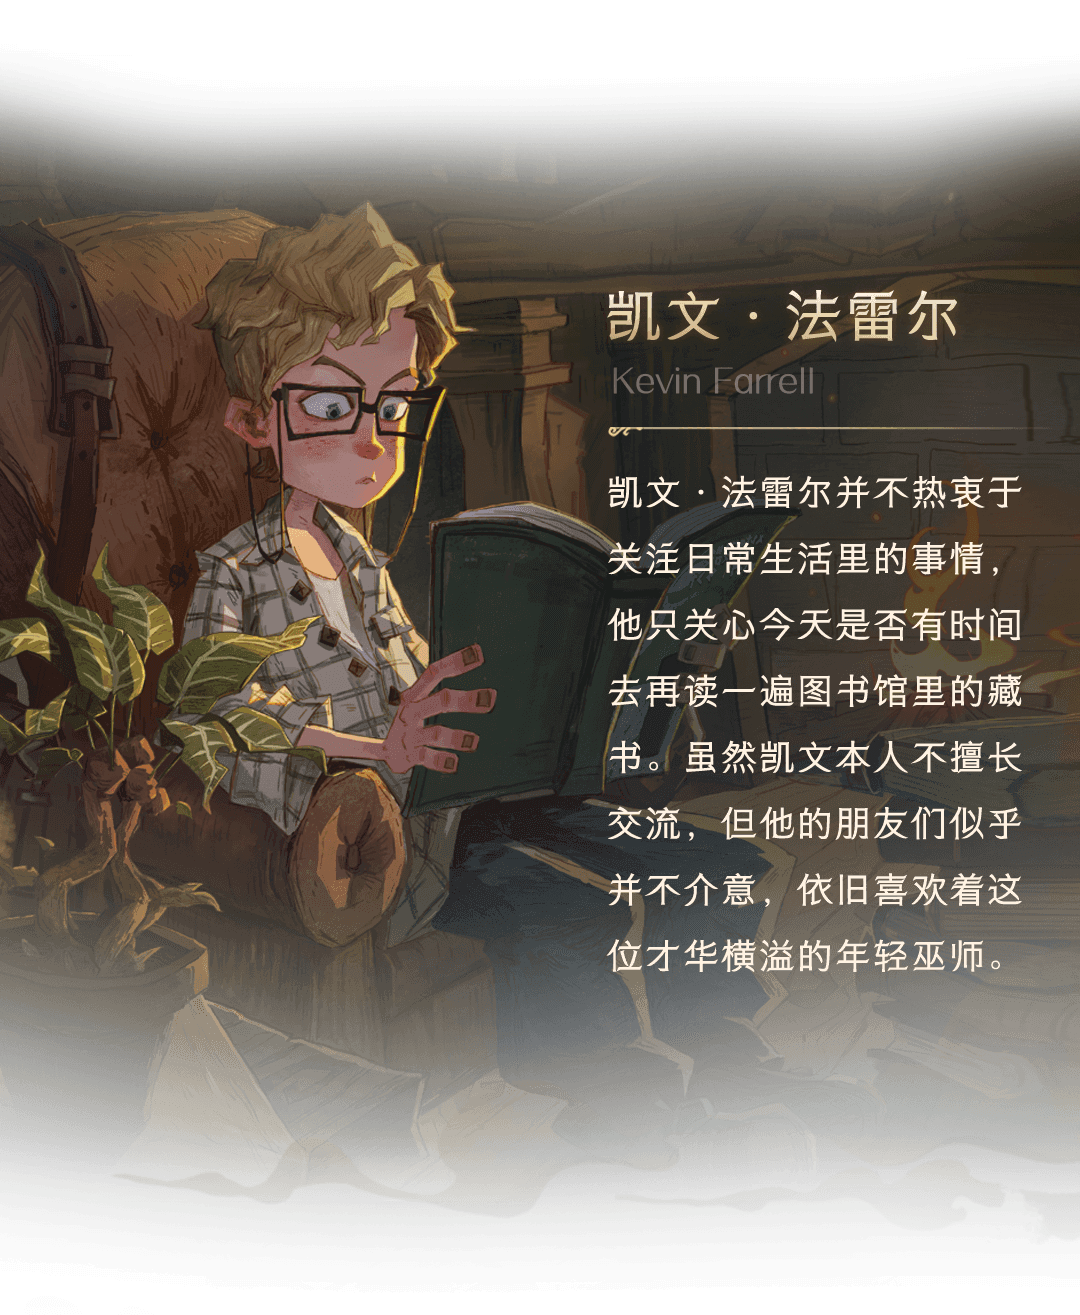 凯文·法雷尔
Kevin Farrell
凯文·法雷尔并不热衷于
关注日常生活里的事情，
他只关心今天是否有时间
去再读一遍图书馆里的藏
书。虽然凯文本人不擅长
交流，但他的朋友们似乎
并不介意，依旧喜欢着这
位才华横溢的年轻巫师。